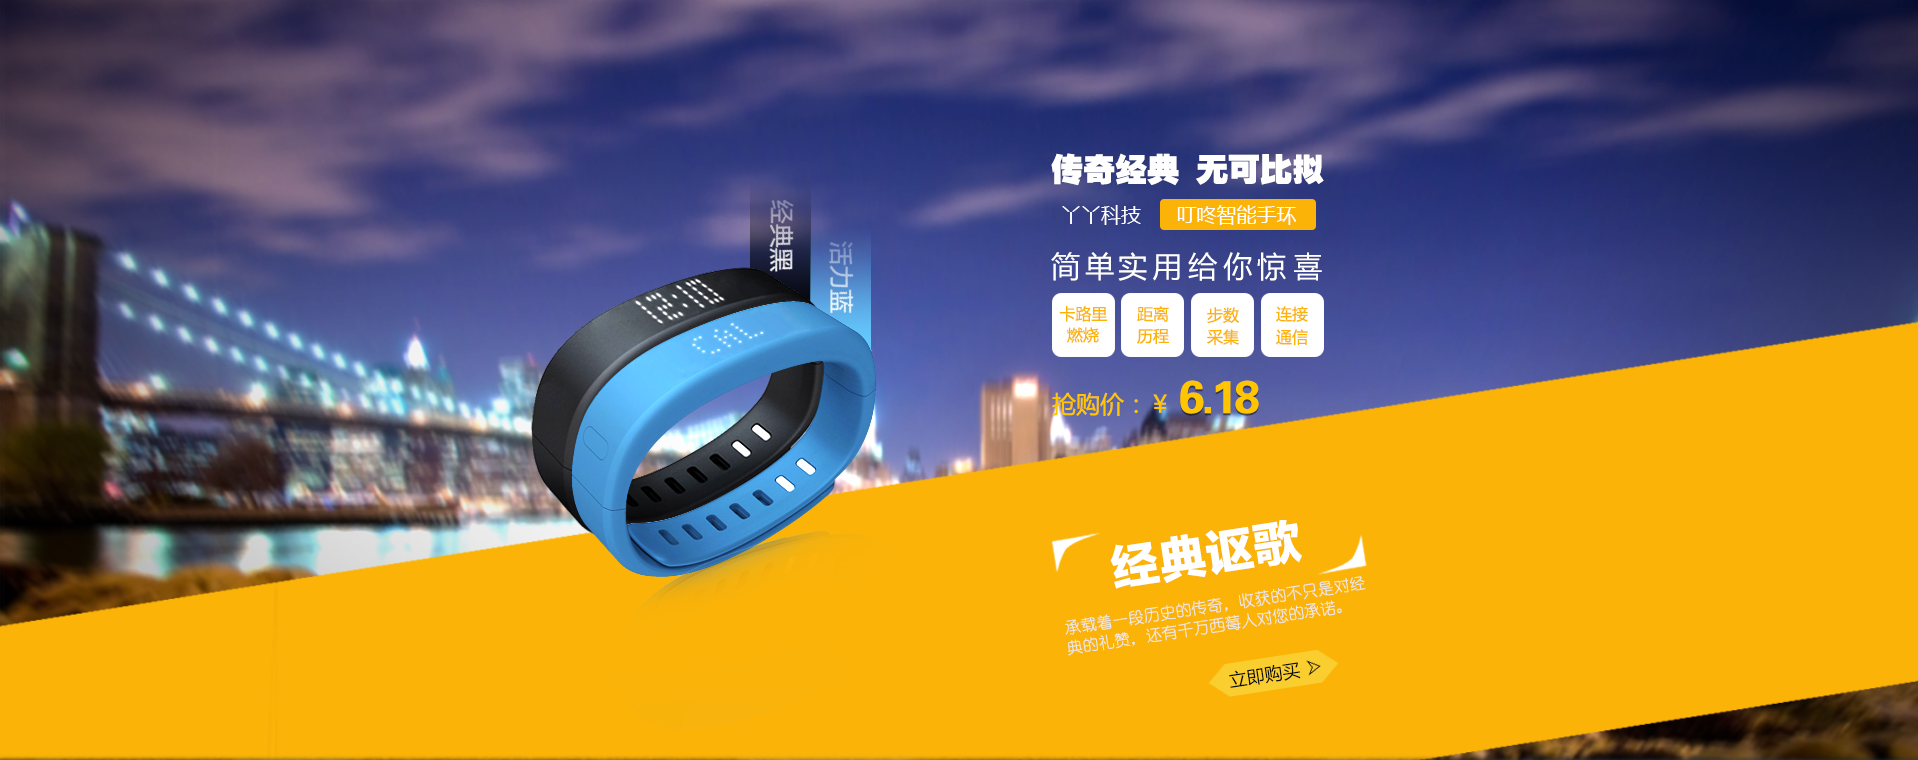 传奇经典 无可比拟
丫丫科技 叮咚智能手环
简单实用给你惊喜
卡路里
燃烧
距离
历程
步数
采集
连接
通信
抢购价：¥ 6.18
经典黑
活力蓝
12:10
CAL
经典讴歌
承载着一段历史的传奇，收获的不只是对经
典的礼赞，还有千万西葛人对您的承诺。
立即购买